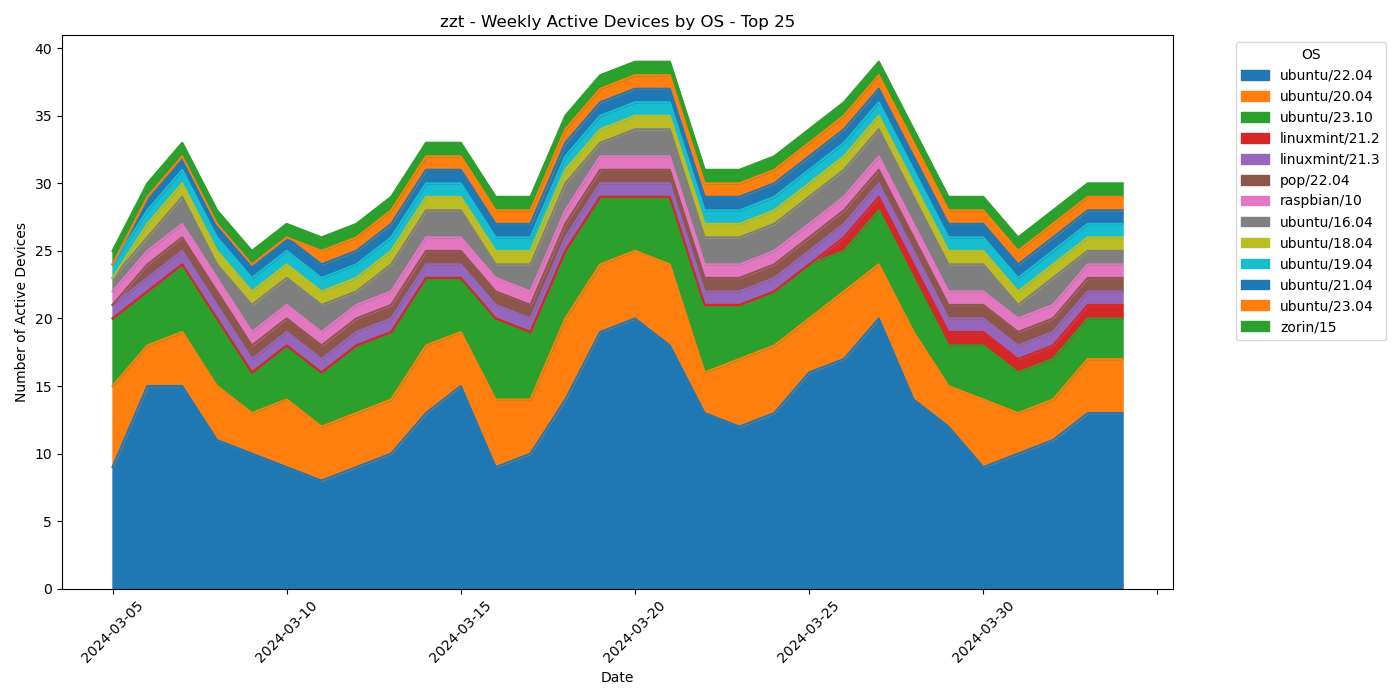 zzt - Weekly Active Devices by OS - Top 25
Number of Active Devices
40
35
30
25
20
15
10
5
0
2024-03-05
2024-03-10
2024-03-15
2024-03-20
2024-03-25
2024-03-30
Date
OS
ubuntu/22.04
ubuntu/20.04
ubuntu/23.10
linuxmint/21.2
linuxmint/21.3
pop/22.04
raspbian/10
ubuntu/16.04
ubuntu/18.04
ubuntu/19.04
ubuntu/21.04
ubuntu/23.04
zorin/15